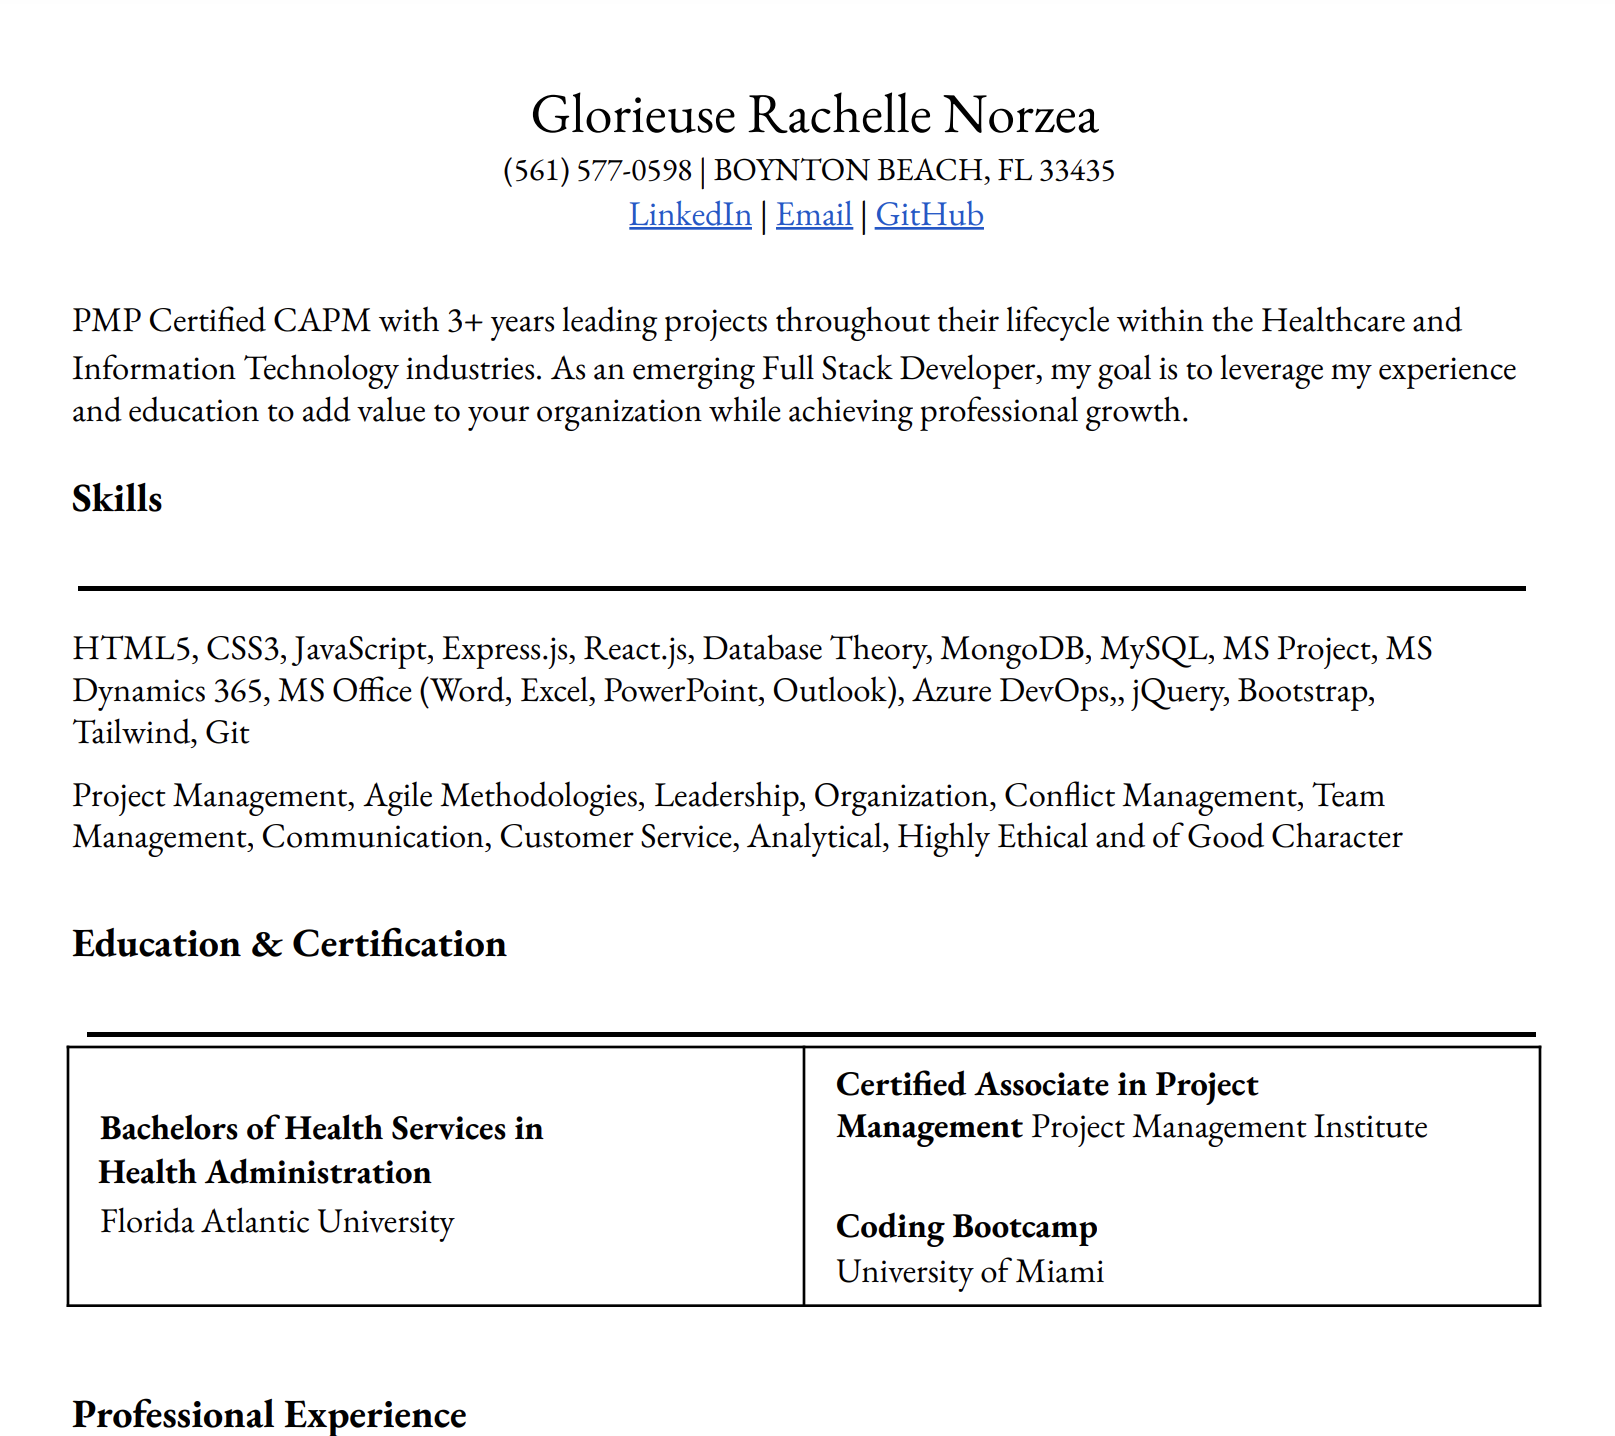 Glorieuse Rachelle Norzea
(561) 577-0598 | BOYNTON BEACH, FL 33435
LinkedIn | Email | GitHub
PMP Certified CAPM with 3+ years leading projects throughout their lifecycle within the Healthcare and
Information Technology industries. As an emerging Full Stack Developer, my goal is to leverage my experience
and education to add value to your organization while achieving professional growth.
Skills
HTML5, CSS3, JavaScript, Express.js, React.js, Database Theory, MongoDB, MySQL, MS Project, MS
Dynamics 365, MS Office (Word, Excel, PowerPoint, Outlook), Azure DevOps,, jQuery, Bootstrap,
Tailwind, Git
Project Management, Agile Methodologies, Leadership, Organization, Conflict Management, Team
Management, Communication, Customer Service, Analytical, Highly Ethical and of Good Character
Education & Certification
Bachelors of Health Services in
Health Administration
Florida Atlantic University
Certified Associate in Project
Management Project Management Institute
Coding Bootcamp
University of Miami
Professional Experience